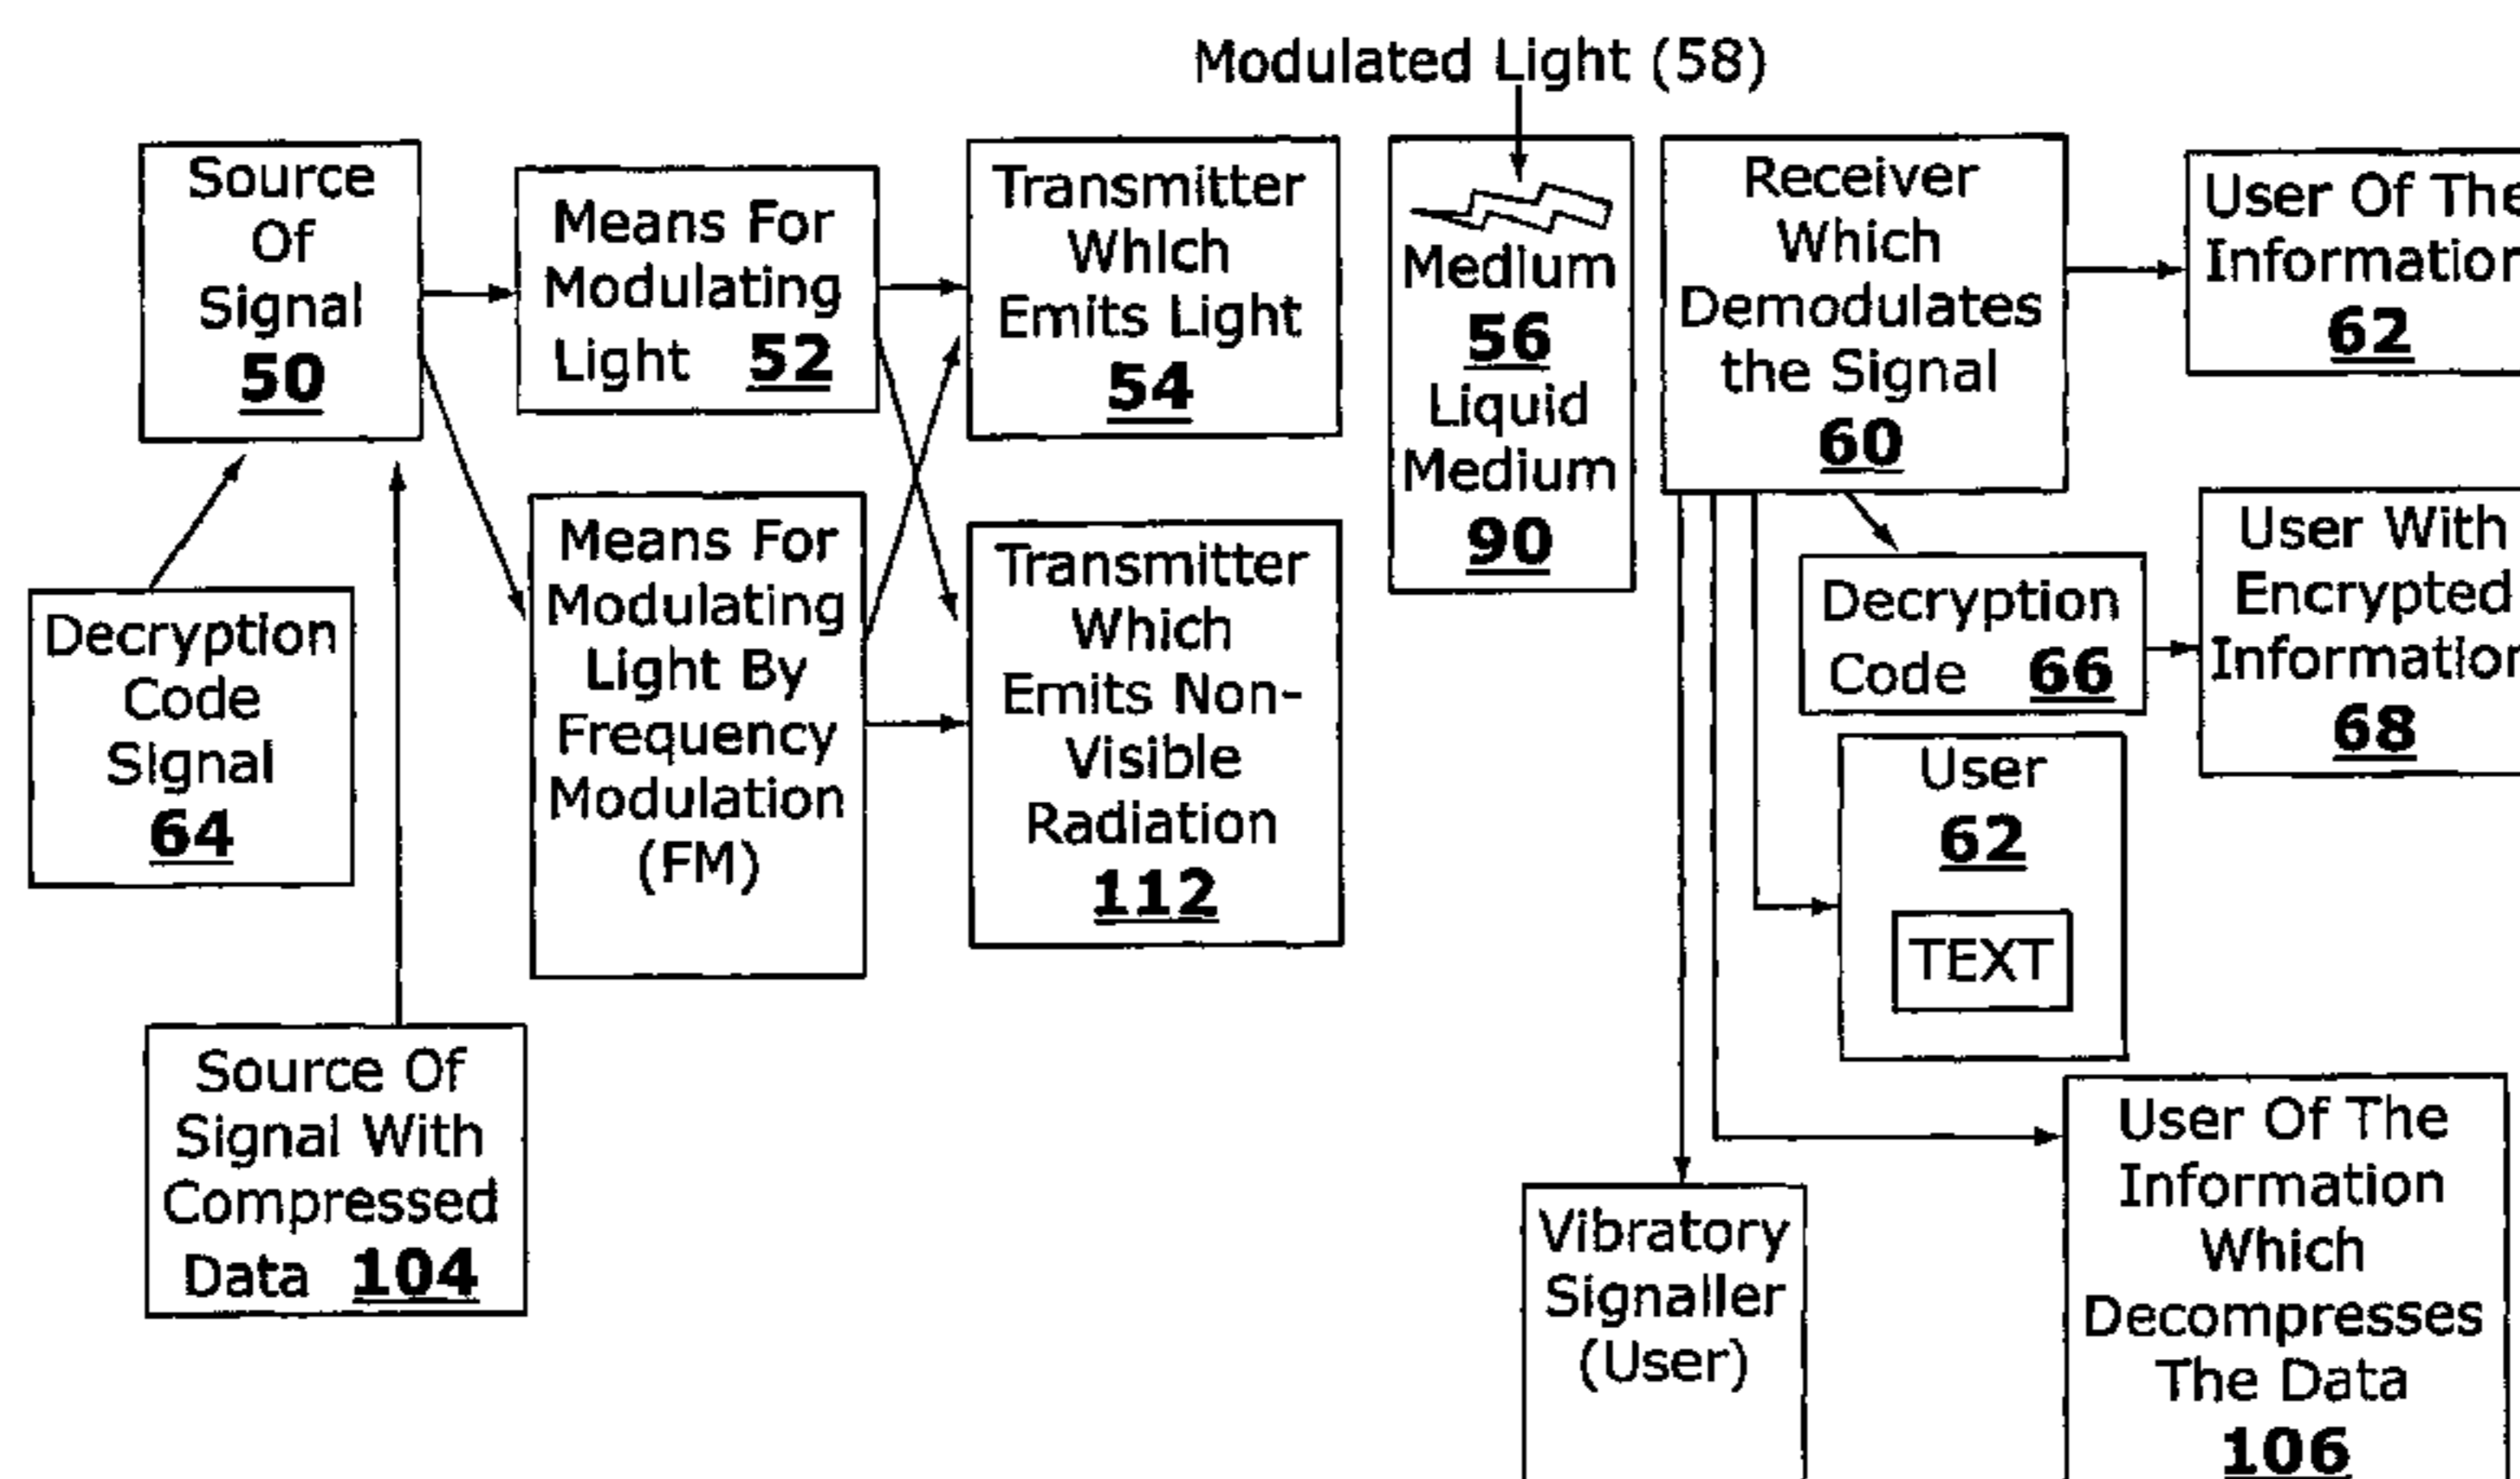 Modulated Light (58)
Source
Of
Signal
50
Means For
Modulating
Light 52
Transmitter
Which
Emits Light
54
Medium
56
Liquid
Medium
90
Receiver
Which
Demodulates
the Signal
60
User Of The
Information
62
Decryption
Code
Signal
64
Means For
Modulating
Light By
Frequency
Modulation
(FM)
Transmitter
Which
Emits Non-
Visible
Radiation
112
Decryption
Code 66
User With
Encrypted
Information
68
User
62
TEXT
Source Of
Signal With
Compressed
Data 104
Vibratory
Signaller
(User)
User Of The
Information
Which
Decompresses
The Data
106